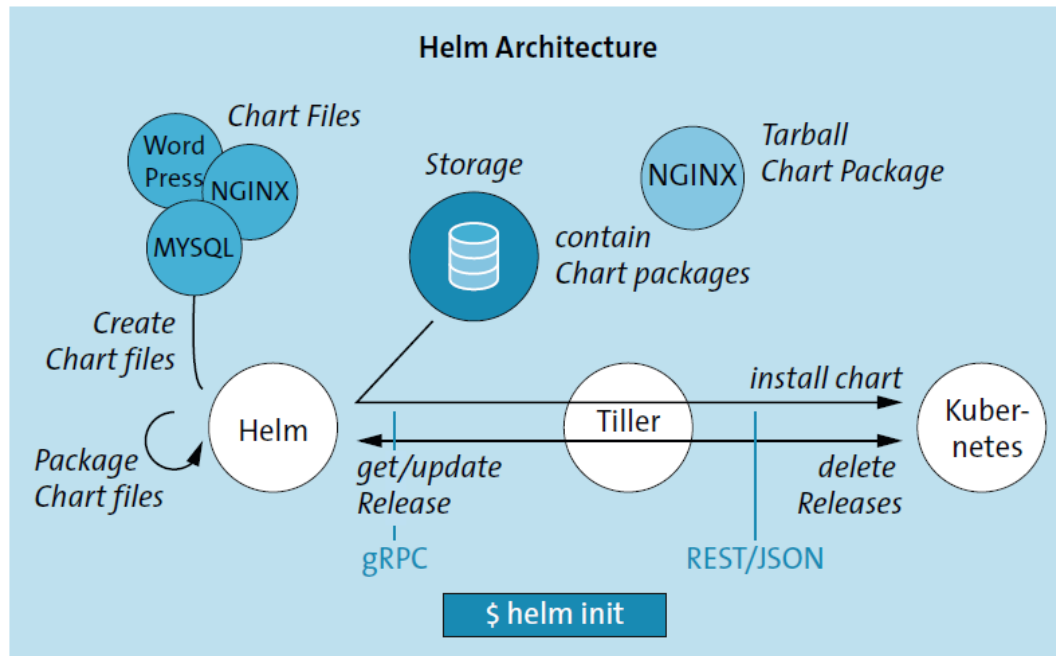 Helm Architecture
Chart Files
Word
Press
NGINX
MYSQL
Storage
contain
Chart packages
NGINX
Tarball
Chart Package
Create
Chart files
Package
Chart files
Helm
Tiller
install chart
Kuber-
netes
get/update
Release
delete
Releases
gRPC
REST/JSON
$ helm init